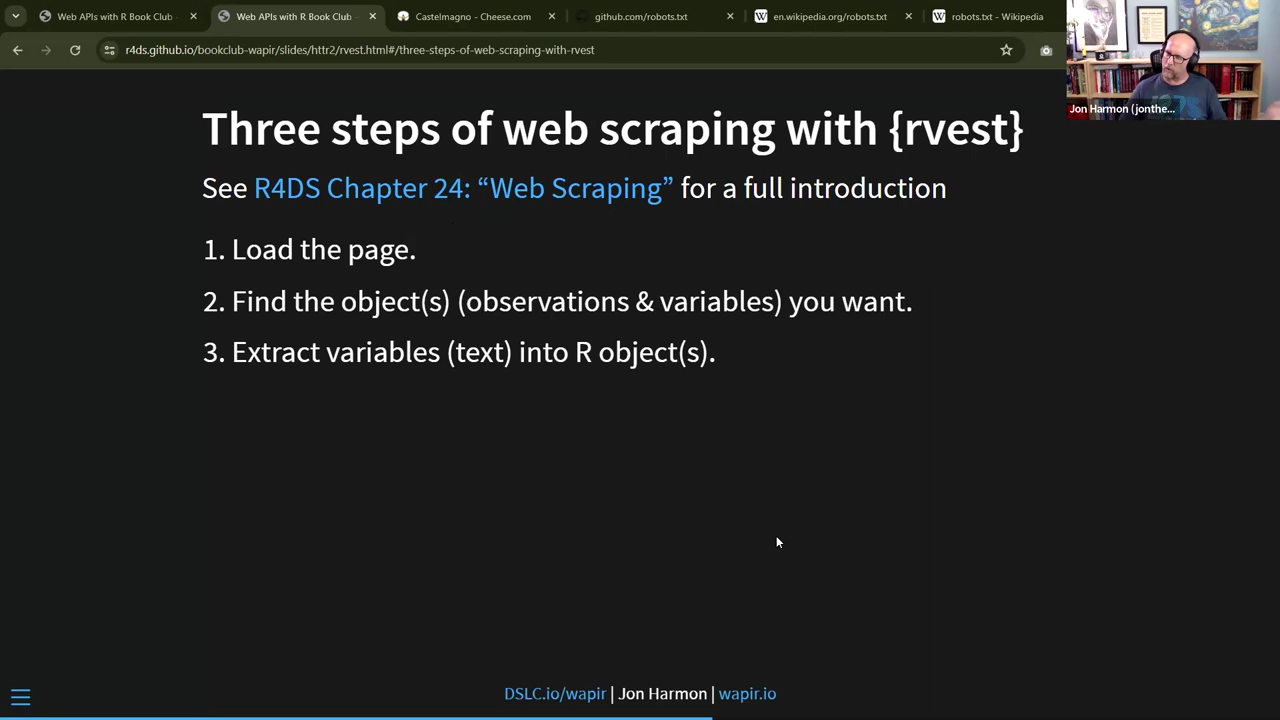 Web APIs with R Book Club
Web APIs with R Book Club
Castelmagno - Cheese.com
github.com/robots.txt
en.wikipedia.org/robots.txt
robots.txt - Wikipedia
r4ds.github.io/bookclub-wapir/slides/httr2/rvest.html#/three-steps-of-web-scraping-with-rvest
Jon Harmon (jonthe...
Three steps of web scraping with {rvest}
See R4DS Chapter 24: “Web Scraping” for a full introduction
1. Load the page.
2. Find the object(s) (observations & variables) you want.
3. Extract variables (text) into R object(s).
DSLC.io/wapir | Jon Harmon | wapir.io